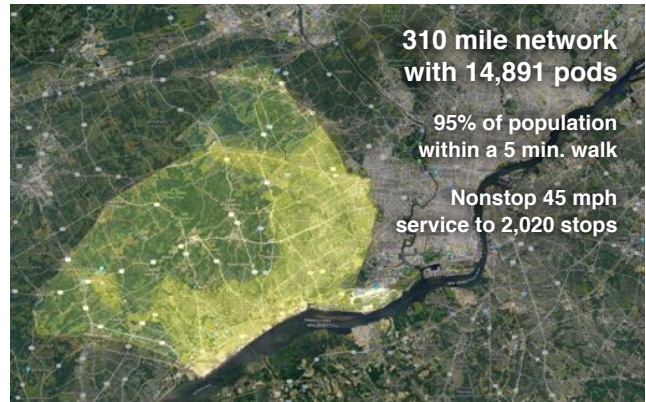 310 mile network
with 14,891 pods
95% of population
within a 5 min. walk
Nonstop 45 mph
service to 2,020 stops